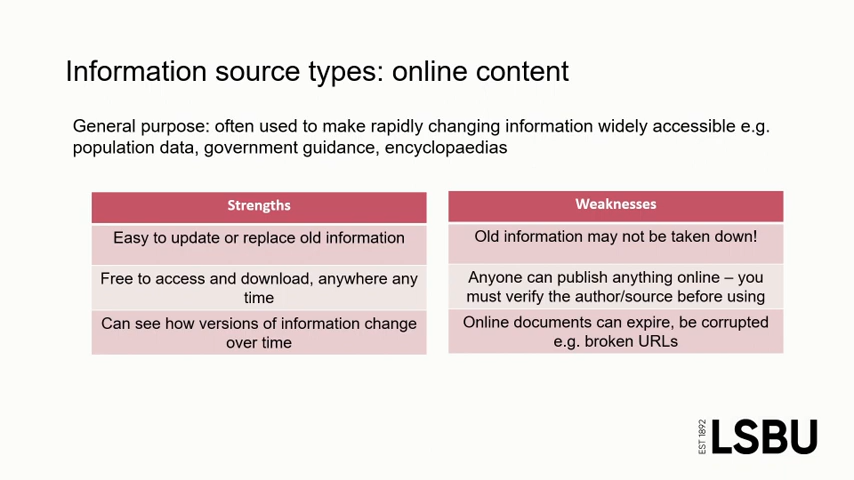 Information source types: online content
General purpose: often used to make rapidly changing information widely accessible e.g.
population data, government guidance, encyclopaedias
Strengths
Easy to update or replace old information
Free to access and download, anywhere any
time
Can see how versions of information change
over time
Weaknesses
Old information may not be taken down!
Anyone can publish anything online – you
must verify the author/source before using
Online documents can expire, be corrupted
e.g. broken URLs
EST 1892
LSBU